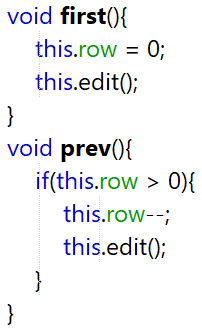 void first(){
this.row = 0;
this.edit();
}
void prev(){
if(this.row > 0){
this.row--;
this.edit();
}
}